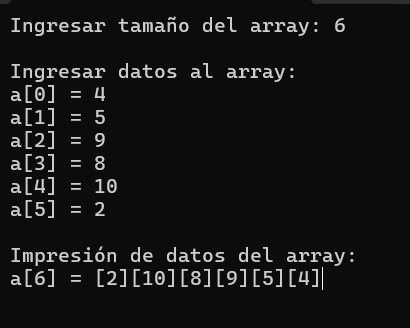 Ingresar tamaño del array: 6
Ingresar datos al array:
a[0] = 4
a[1] = 5
a[2] = 9
a[3] = 8
a[4] = 10
a[5] = 2
Impresión de datos del array:
a[6] = [2][10][8][9][5][4]